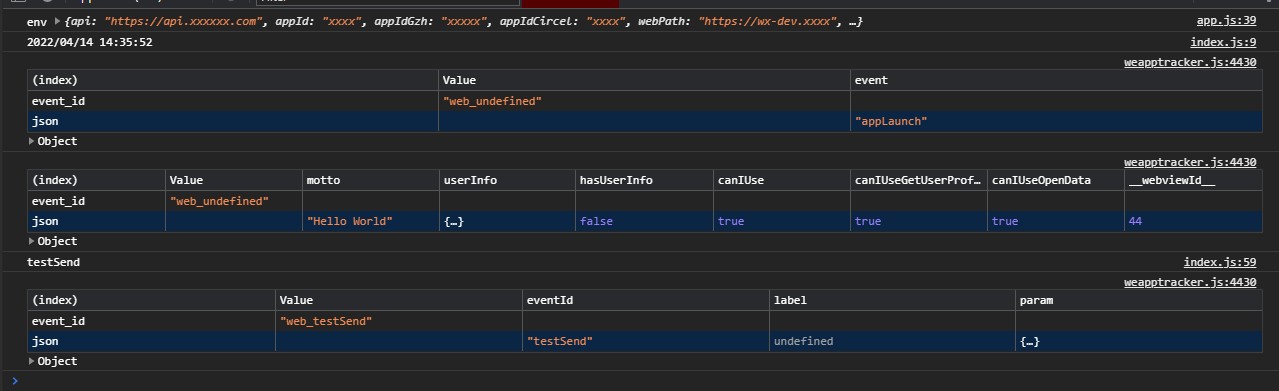 env ▶{api: "https://api.xxxxxx.com", appId: "xxxx", appIdGzh: "xxxxx", appIdCircel: "xxxx", webPath: "https://wx-dev.xxxx", …} app.js:39
2022/04/14 14:35:52 index.js:9
weapptracker.js:4430
(index) Value event
event_id "web_undefined"
json "appLaunch"
▶Object
weapptracker.js:4430
(index) Value motto userInfo hasUserInfo canIUse canIUseGetUserProf… canIUseOpenData __webviewId__
event_id "web_undefined"
json "Hello World" {…} false true true true 44
▶Object
testSend index.js:59
weapptracker.js:4430
(index) Value eventId label param
event_id "web_testSend"
json "testSend" undefined {…}
▶Object
>